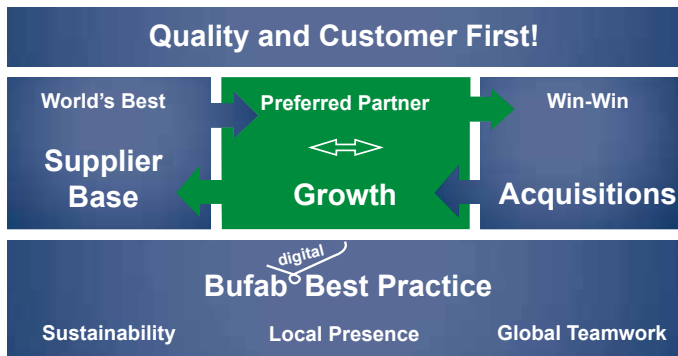 Quality and Customer First!
World's Best
Supplier
Base
Preferred Partner
Growth
Win-Win
Acquisitions
digital
Bufab Best Practice
Sustainability
Local Presence
Global Teamwork